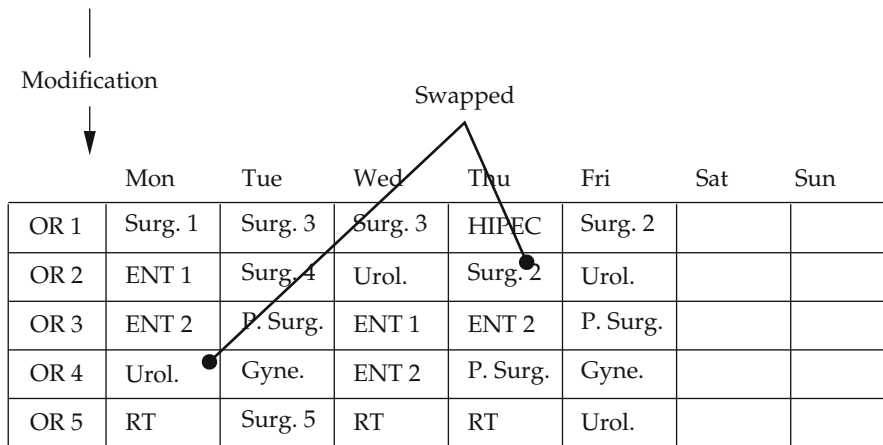 Modification
Swapped
Mon Tue Wed Thu Fri Sat Sun
OR 1 Surg. 1 Surg. 3 Surg. 3 HIPEC Surg. 2
OR 2 ENT 1 Surg. 4 Urol. Surg. 2 Urol.
OR 3 ENT 2 P. Surg. ENT 1 ENT 2 P. Surg.
OR 4 Urol. Gyne. ENT 2 P. Surg. Gyne.
OR 5 RT Surg. 5 RT RT Urol.